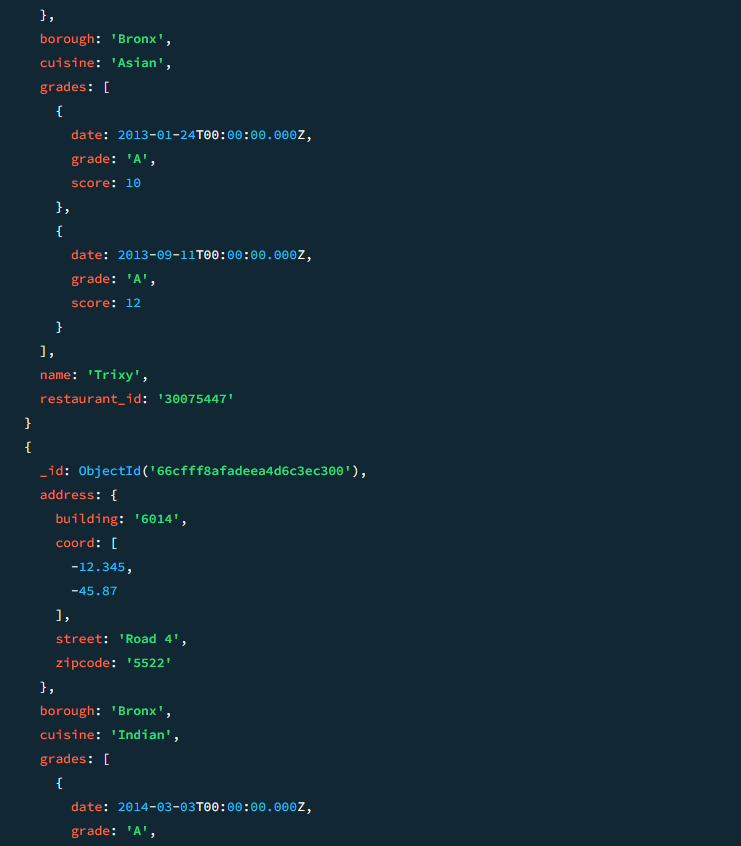 },
borough: 'Bronx',
cuisine: 'Asian',
grades: [
{
date: 2013-01-24T00:00:00.000Z,
grade: 'A',
score: 10
},
{
date: 2013-09-11T00:00:00.000Z,
grade: 'A',
score: 12
}
],
name: 'Trixy',
restaurant_id: '30075447'
}
{
_id: ObjectId('66cfff8afadeea4d6c3ec300'),
address: {
building: '6014',
coord: [
-12.345,
-45.87
],
street: 'Road 4',
zipcode: '5522'
},
borough: 'Bronx',
cuisine: 'Indian',
grades: [
{
date: 2014-03-03T00:00:00.000Z,
grade: 'A',